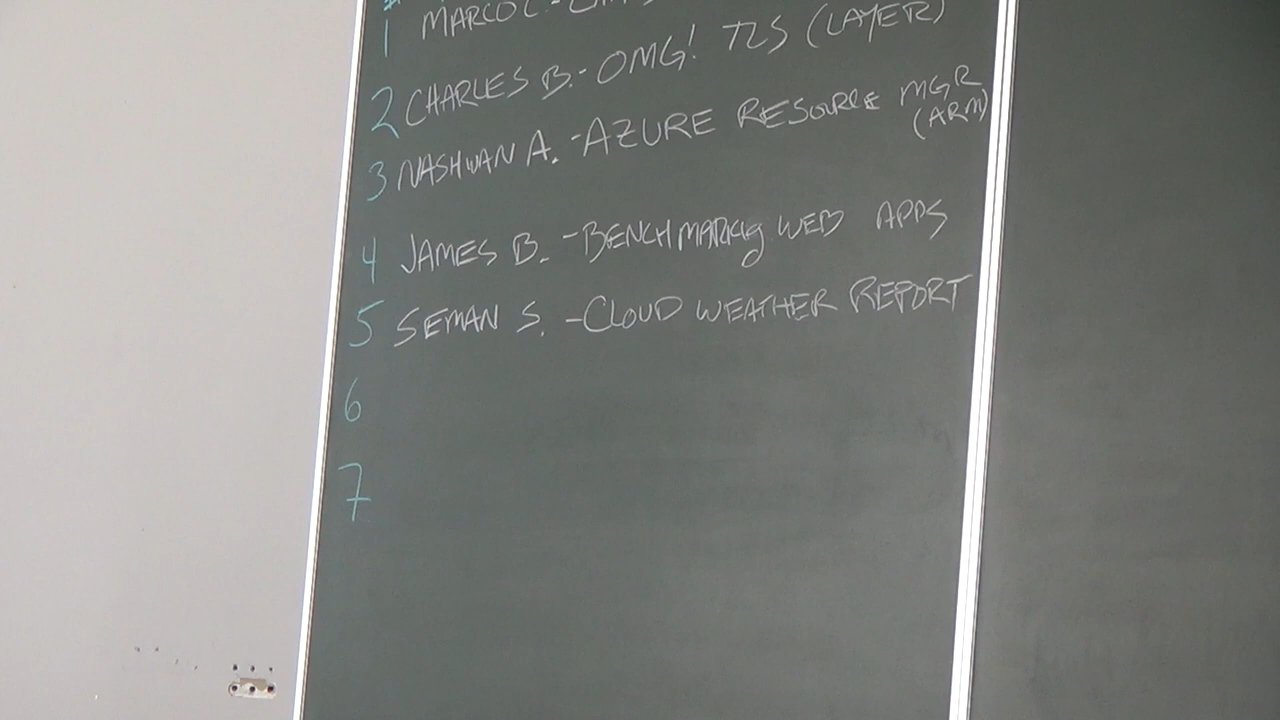 1 MARCO C. -
2 CHARLES B. - OMG! TLS (LAYER)
3 NASHWAN A. - AZURE RESOURCE MGR
(ARM)
4 JAMES B. - BENCHMARKIng WEB APPS
5 SEMAN S. - CLOUD WEATHER REPORT
6
7